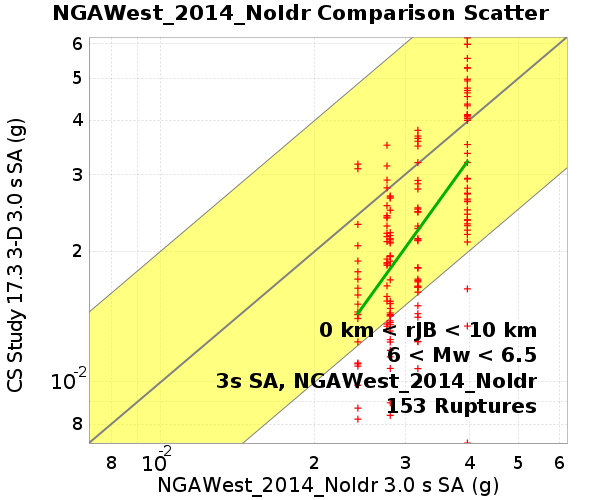 NGAWest_2014_NoIdr Comparison Scatter
CS Study 17.3 3-D 3.0 s SA (g)
6
5
4
3
2
10-2
8
0 km < rJB < 10 km
6 < Mw < 6.5
3s SA, NGAWest_2014_NoIdr
153 Ruptures
8 10-2 2 3 4 5 6
NGAWest_2014_NoIdr 3.0 s SA (g)